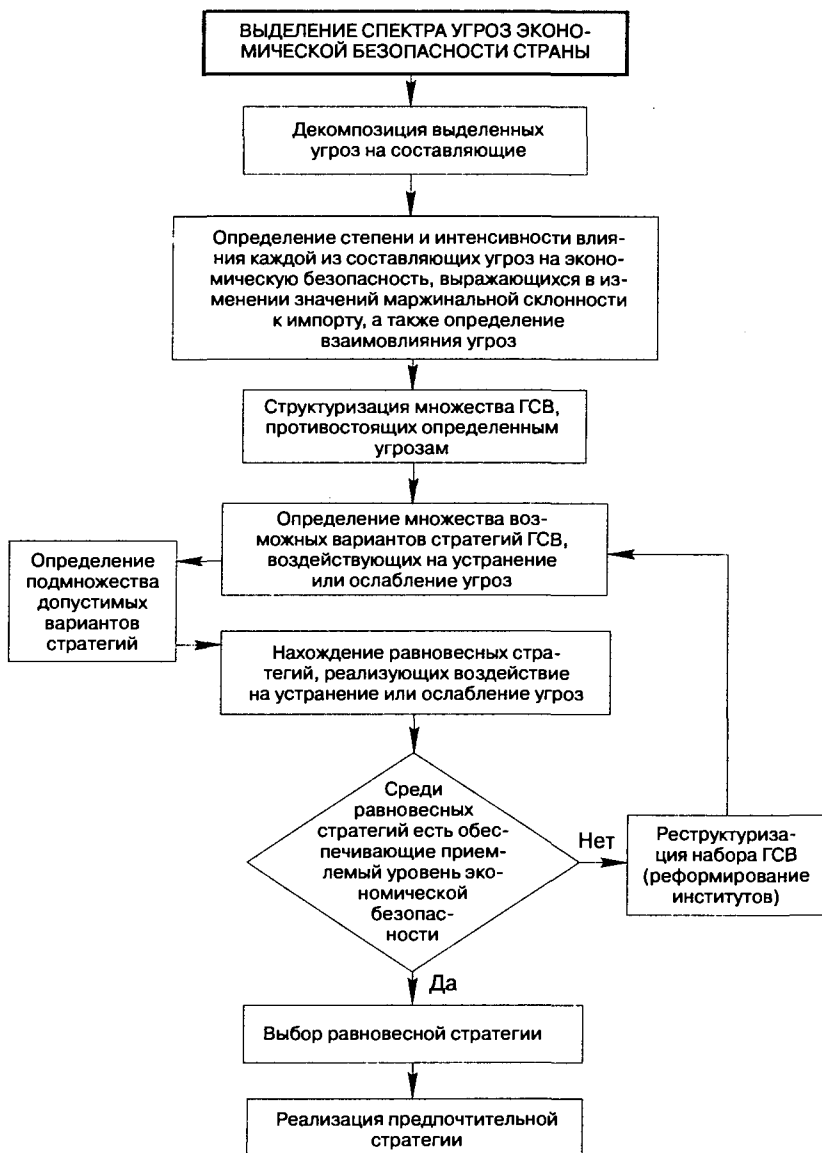 ВЫДЕЛЕНИЕ СПЕКТРА УГРОЗ ЭКОНО-
МИЧЕСКОЙ БЕЗОПАСНОСТИ СТРАНЫ
Декомпозиция выделенных
угроз на составляющие
Определение степени и интенсивности влия-
ния каждой из составляющих угроз на эконо-
мическую безопасность, выражающихся в из-
менении значений маржинальной склонности
к импорту, а также определение
взаимовлияния угроз
Структуризация множества ГСВ,
противостоящих определенным
угрозам
Определение множества воз-
можных вариантов стратегий ГСВ,
воздействующих на устранение
или ослабление угроз
Определение
подмножества
допустимых
вариантов
стратегий
Нахождение равновесных стра-
тегий, реализующих воздействие
на устранение или ослабление угроз
Среди
равновесных
стратегий есть обес-
печивающие прием-
лемый уровень эко-
номической
безопас-
ности
Нет
Реструктуриза-
ция набора ГСВ
(реформирование
институтов)
Да
Выбор равновесной стратегии
Реализация предпочтительной
стратегии